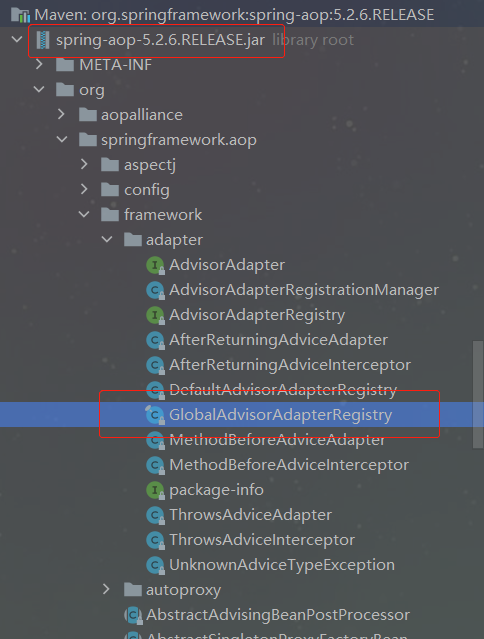 Maven: org.springframework:spring-aop:5.2.6.RELEASE
spring-aop-5.2.6.RELEASE.jar library root
META-INF
org
aopalliance
springframework.aop
aspectj
config
framework
adapter
AdvisorAdapter
AdvisorAdapterRegistrationManager
AdvisorAdapterRegistry
AfterReturningAdviceAdapter
AfterReturningAdviceInterceptor
DefaultAdvisorAdapterRegistry
GlobalAdvisorAdapterRegistry
MethodBeforeAdviceAdapter
MethodBeforeAdviceInterceptor
package-info
ThrowsAdviceAdapter
ThrowsAdviceInterceptor
UnknownAdviceTypeException
autoproxy
AbstractAdvisingBeanPostProcessor
AbstractSingletonProxyFactoryBean